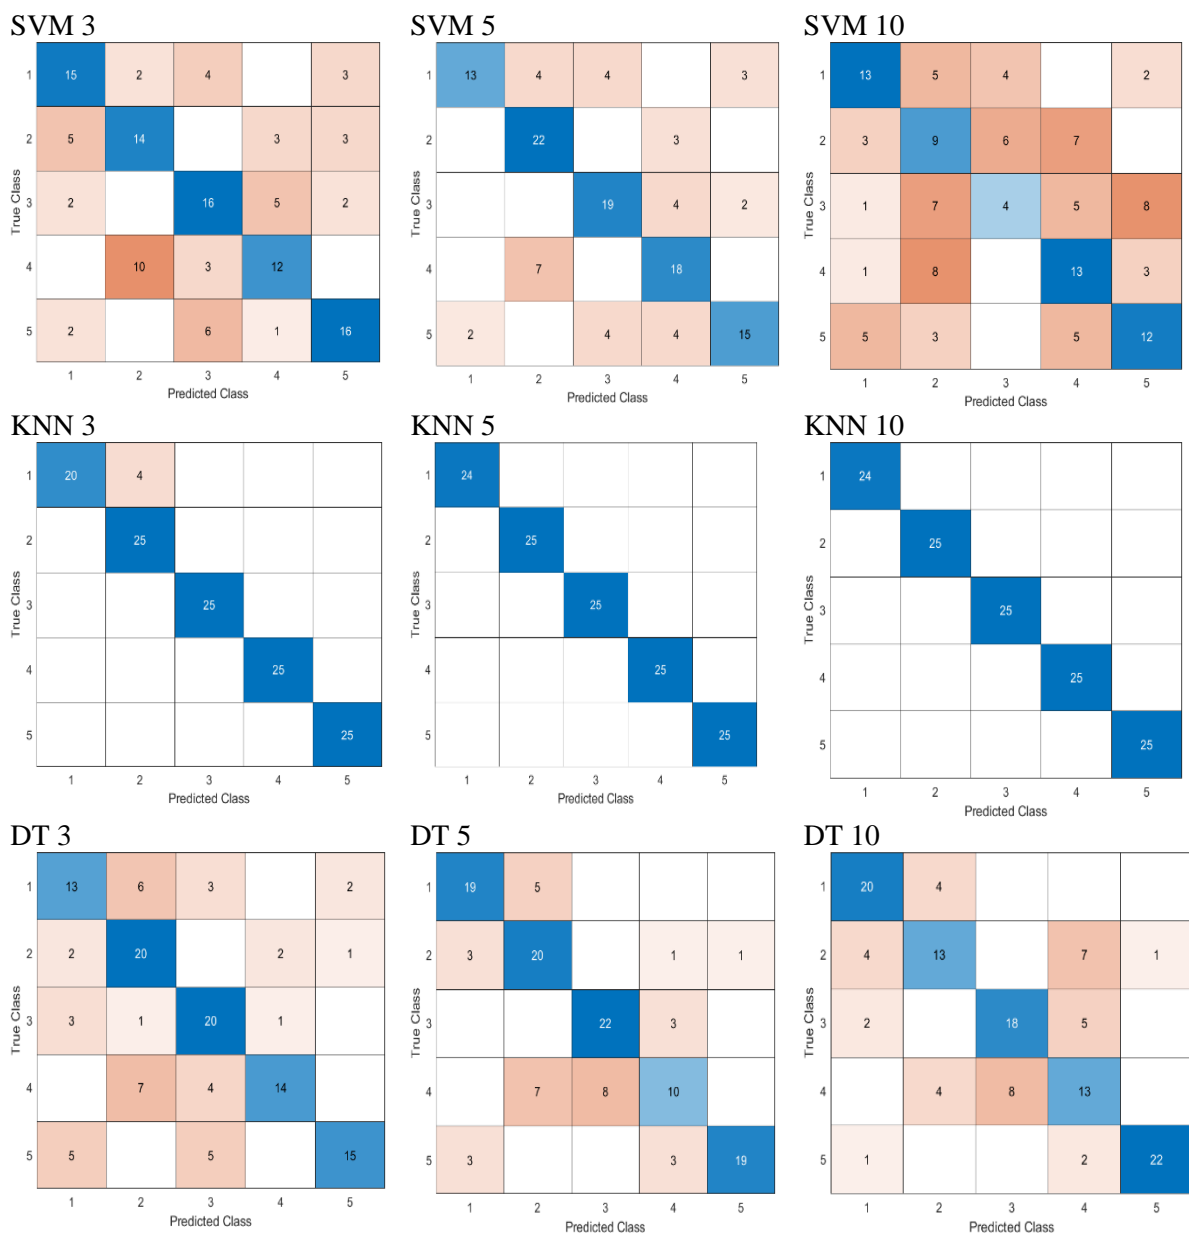 SVM 3 SVM 5 SVM 10
1 15 2 4 3
2 5 14 3 3
3 2 16 5 2
4 10 3 12
5 2 6 1 16
1 2 3 4 5
Predicted Class
True Class
1 13 4 4 3
2 22 3
3 19 4 2
4 7 18
5 2 4 4 15
1 2 3 4 5
Predicted Class
True Class
1 13 5 4 2
2 3 9 6 7
3 1 7 4 5 8
4 1 8 13 3
5 5 3 5 12
1 2 3 4 5
Predicted Class
True Class
KNN 3 KNN 5 KNN 10
1 20 4
2 25
3 25
4 25
5 25
1 2 3 4 5
Predicted Class
True Class
1 24
2 25
3 25
4 25
5 25
1 2 3 4 5
Predicted Class
True Class
1 24
2 25
3 25
4 25
5 25
1 2 3 4 5
Predicted Class
True Class
DT 3 DT 5 DT 10
1 13 6 3 2
2 2 20 2 1
3 3 1 20 1
4 7 4 14
5 5 5 15
1 2 3 4 5
Predicted Class
True Class
1 19 5
2 3 20 1 1
3 22 3
4 7 8 10
5 3 3 19
1 2 3 4 5
Predicted Class
True Class
1 20 4
2 4 13 7 1
3 2 18 5
4 4 8 13
5 1 2 22
1 2 3 4 5
Predicted Class
True Class